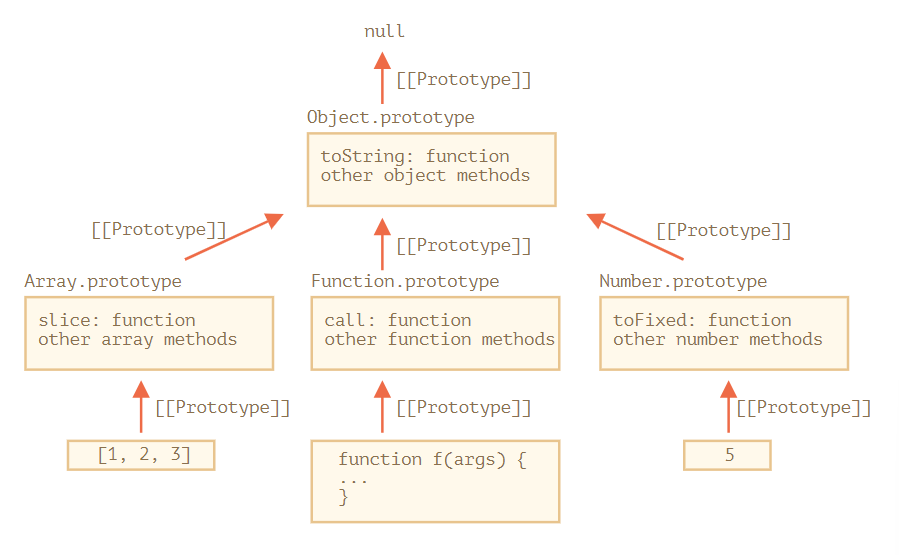 null
[[Prototype]]
Object.prototype
toString: function
other object methods
[[Prototype]]
[[Prototype]]
[[Prototype]]
Array.prototype
Function.prototype
Number.prototype
slice: function
other array methods
call: function
other function methods
toFixed: function
other number methods
[[Prototype]]
[[Prototype]]
[[Prototype]]
[1, 2, 3]
function f(args) {
...
}
5